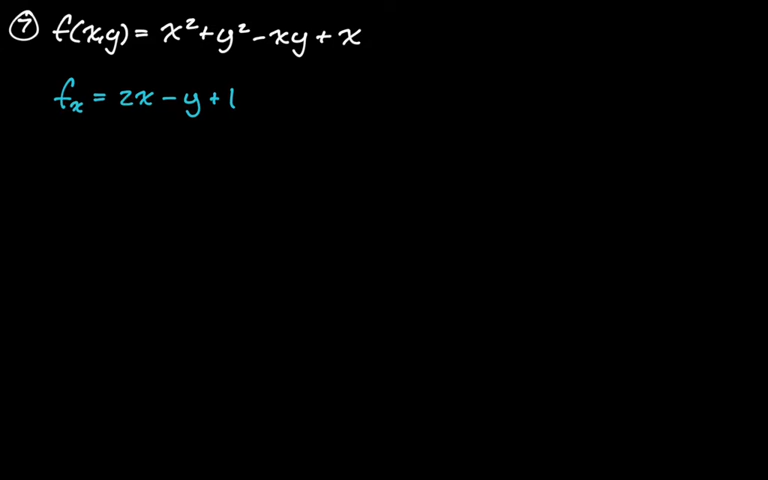 ⑦ f(x,y) = x² + y² - xy + x
fₓ = 2x - y + 1